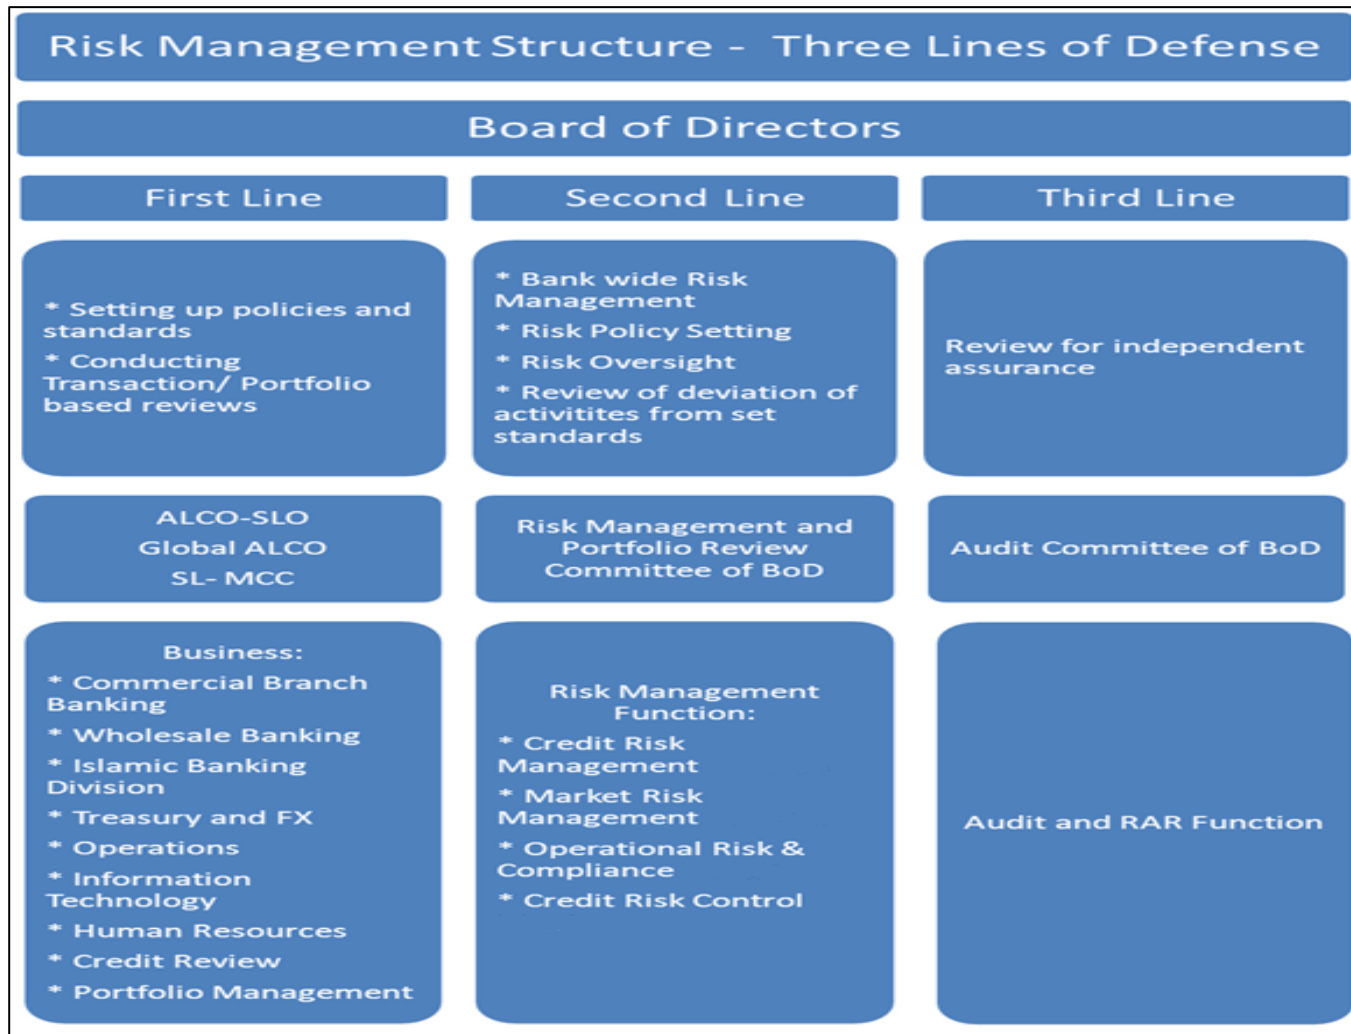 Risk Management Structure - Three Lines of Defense
Board of Directors
First Line
Second Line
Third Line
* Setting up policies and
standards
* Conducting
Transaction/ Portfolio
based reviews
* Bank wide Risk
Management
* Risk Policy Setting
* Risk Oversight
* Review of deviation of
activitites from set
standards
Review for independent
assurance
ALCO-SLO
Global ALCO
SL- MCC
Risk Management and
Portfolio Review
Committee of BoD
Audit Committee of BoD
Business:
* Commercial Branch
Banking
* Wholesale Banking
* Islamic Banking
Division
* Treasury and FX
* Operations
* Information
Technology
* Human Resources
* Credit Review
* Portfolio Management
Risk Management
Function:
* Credit Risk
Management
* Market Risk
Management
* Operational Risk &
Compliance
* Credit Risk Control
Audit and RAR Function